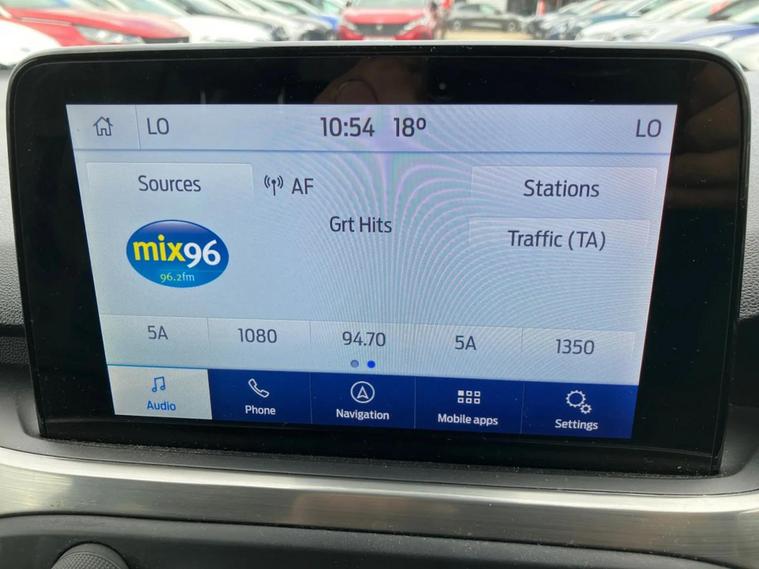 LO 10:54 18º LO
Sources AF Stations
Grt Hits
Traffic (TA)
mix96
96.2fm
5A 1080 94.70 5A 1350
Audio Phone Navigation Mobile apps Settings